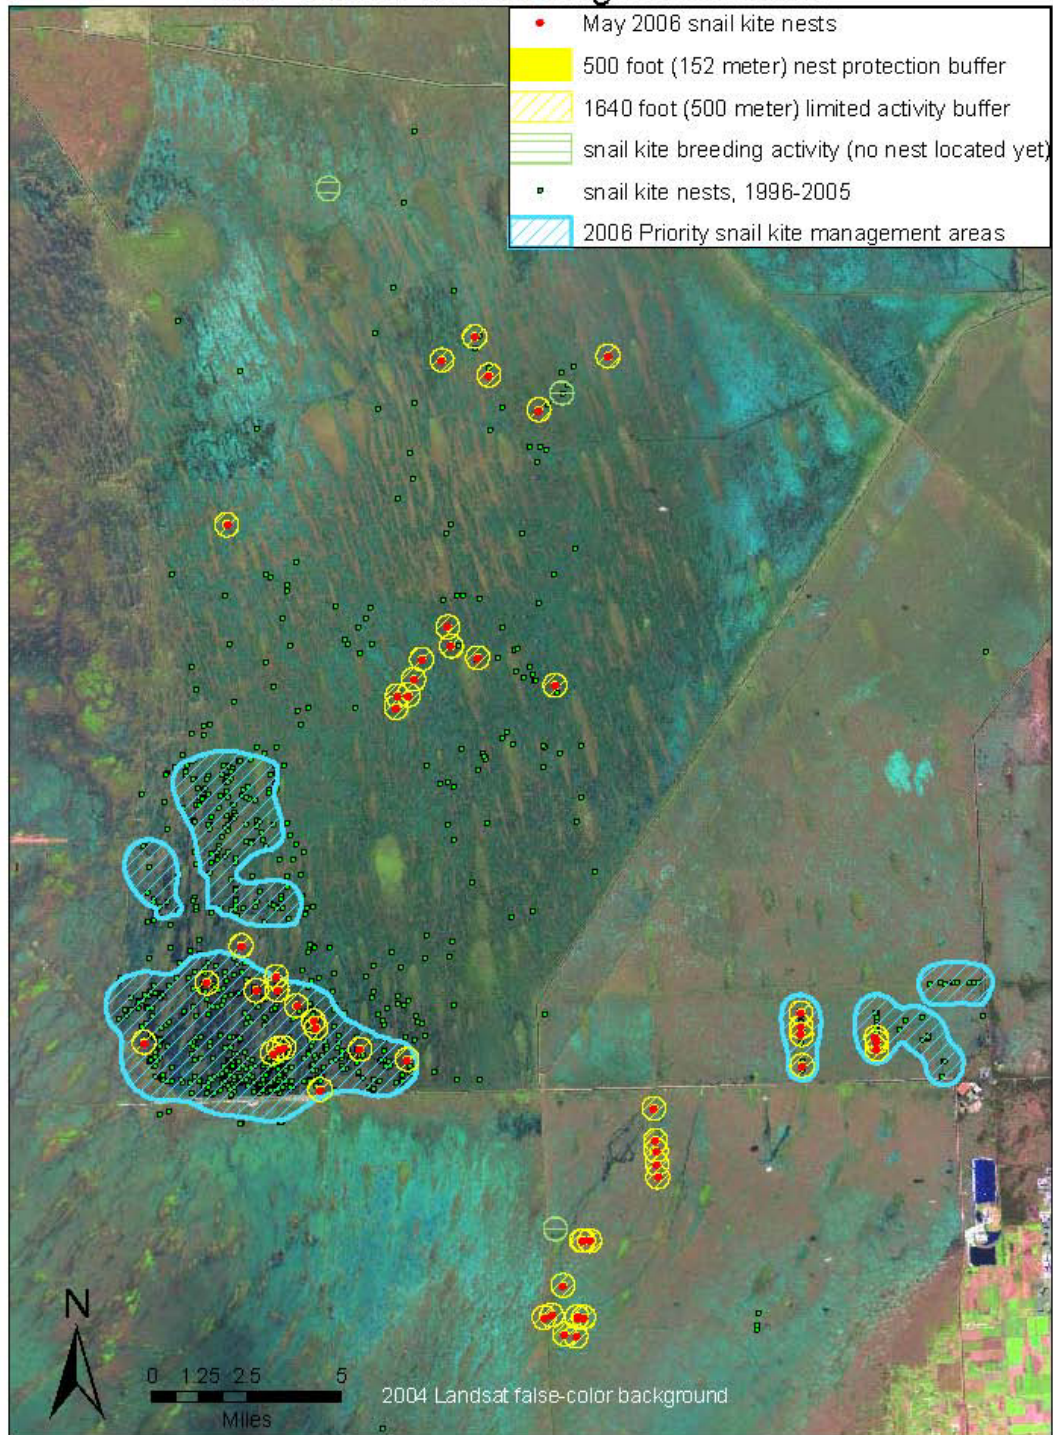 May 2006 snail kite nests
500 foot (152 meter) nest protection buffer
1640 foot (500 meter) limited activity buffer
snail kite breeding activity (no nest located yet)
snail kite nests, 1996-2005
2006 Priority snail kite management areas
N
0 1.25 2.5 5
Miles
2004 Landsat false-color background